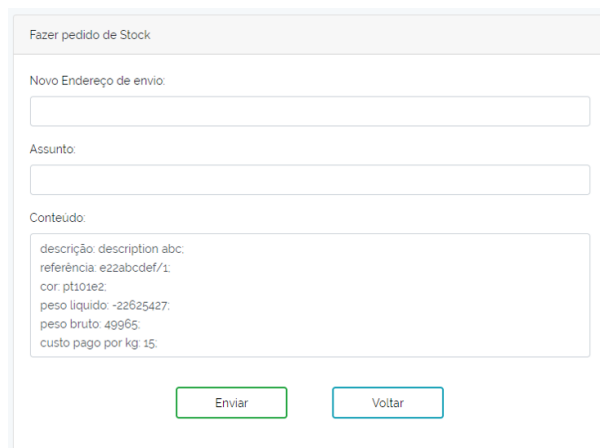 Fazer pedido de Stock
Novo Endereço de envio:
Assunto:
Conteúdo:
descrição: description abc;
referência: e22abcdef/1;
cor: pt101e2;
peso liquido: -22625427;
peso bruto: 49965;
custo pago por kg: 15;
Enviar
Voltar